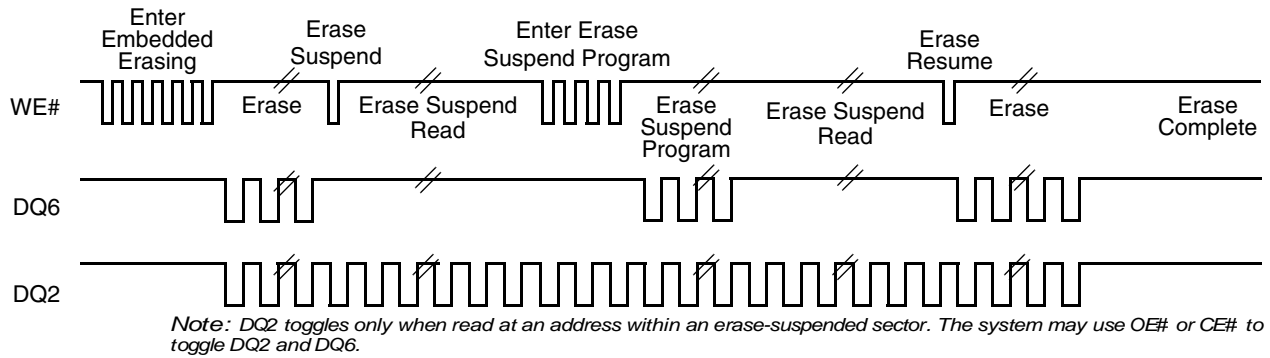 Enter
Embedded
Erasing
Erase
Suspend
Enter Erase
Suspend Program
Erase
Resume
WE#
Erase
Erase Suspend
Read
Erase
Suspend
Program
Erase Suspend
Read
Erase
Erase
Complete
DQ6
DQ2
Note: DQ2 toggles only when read at an address within an erase-suspended sector. The system may use OE# or CE# to
toggle DQ2 and DQ6.